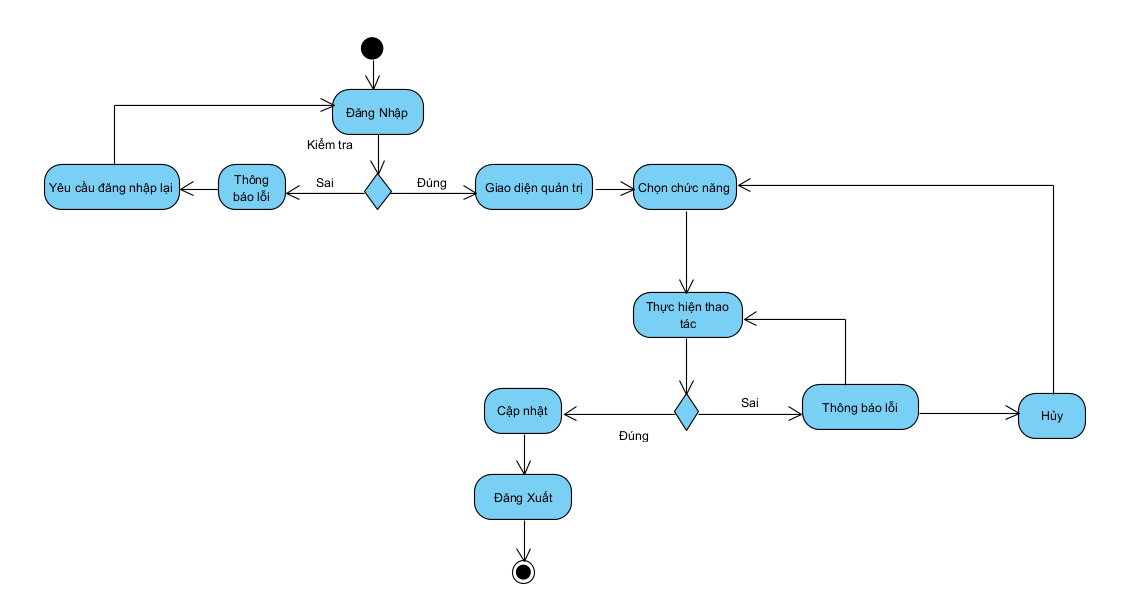 Đăng Nhập
Kiểm tra
Yêu cầu đăng nhập lại
Thông
báo lỗi
Sai
Đúng
Giao diện quản trị
Chọn chức năng
Thực hiện thao
tác
Cập nhật
Đúng
Sai
Thông báo lỗi
Hủy
Đăng Xuất